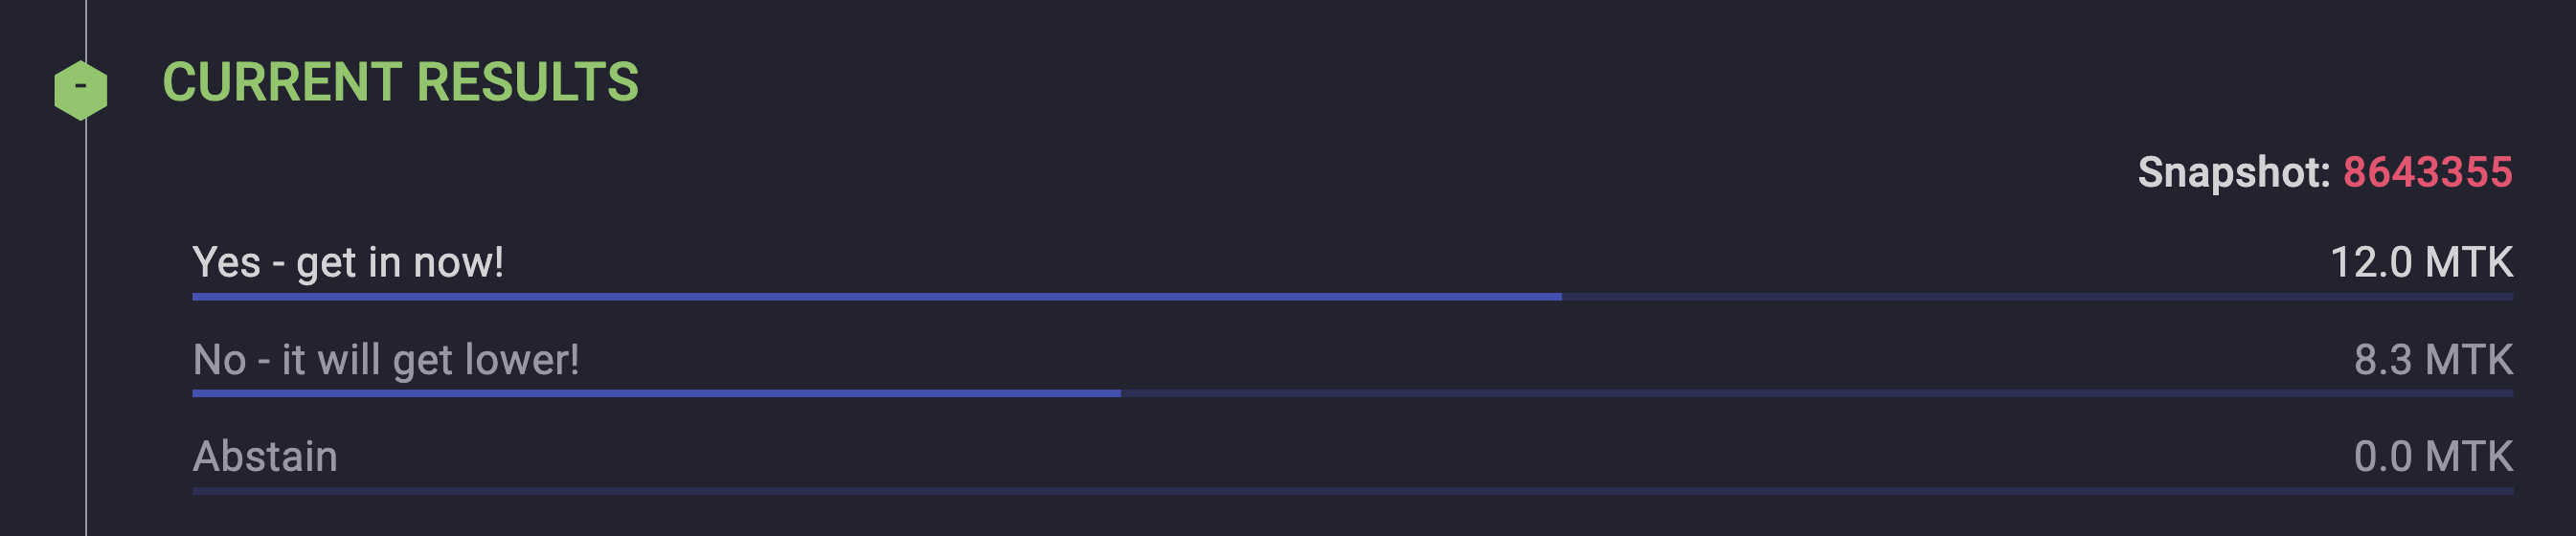 -
CURRENT RESULTS
Snapshot: 8643355
Yes - get in now! 12.0 MTK
No - it will get lower! 8.3 MTK
Abstain 0.0 MTK